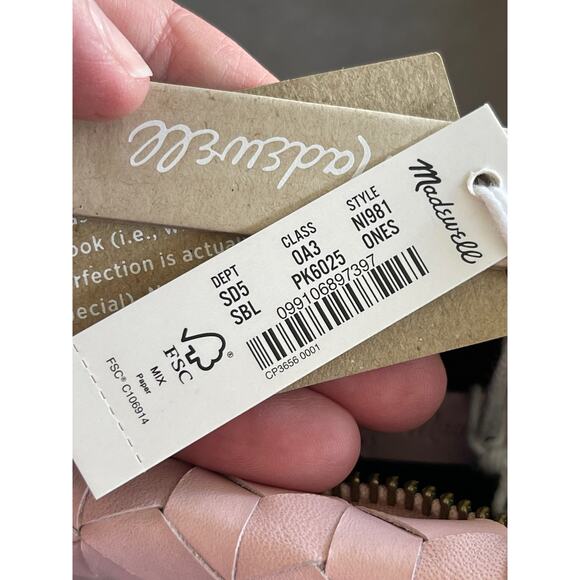 Madewell
ook (i.e., w
erfection is actua
ecial).
Madewell
DEPT CLASS STYLE
SD5 0A3 NI981
SBL PK6025 ONES
099106897397
CP3656 0001
FSC®
MIX
Paper
FSC® C106914